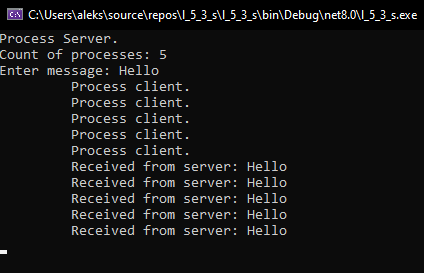 C:\Users\aleks\source\repos\l_5_3_s\l_5_3_s\bin\Debug\net8.0\l_5_3_s.exe
Process Server.
Count of processes: 5
Enter message: Hello
Process client.
Process client.
Process client.
Process client.
Process client.
Received from server: Hello
Received from server: Hello
Received from server: Hello
Received from server: Hello
Received from server: Hello